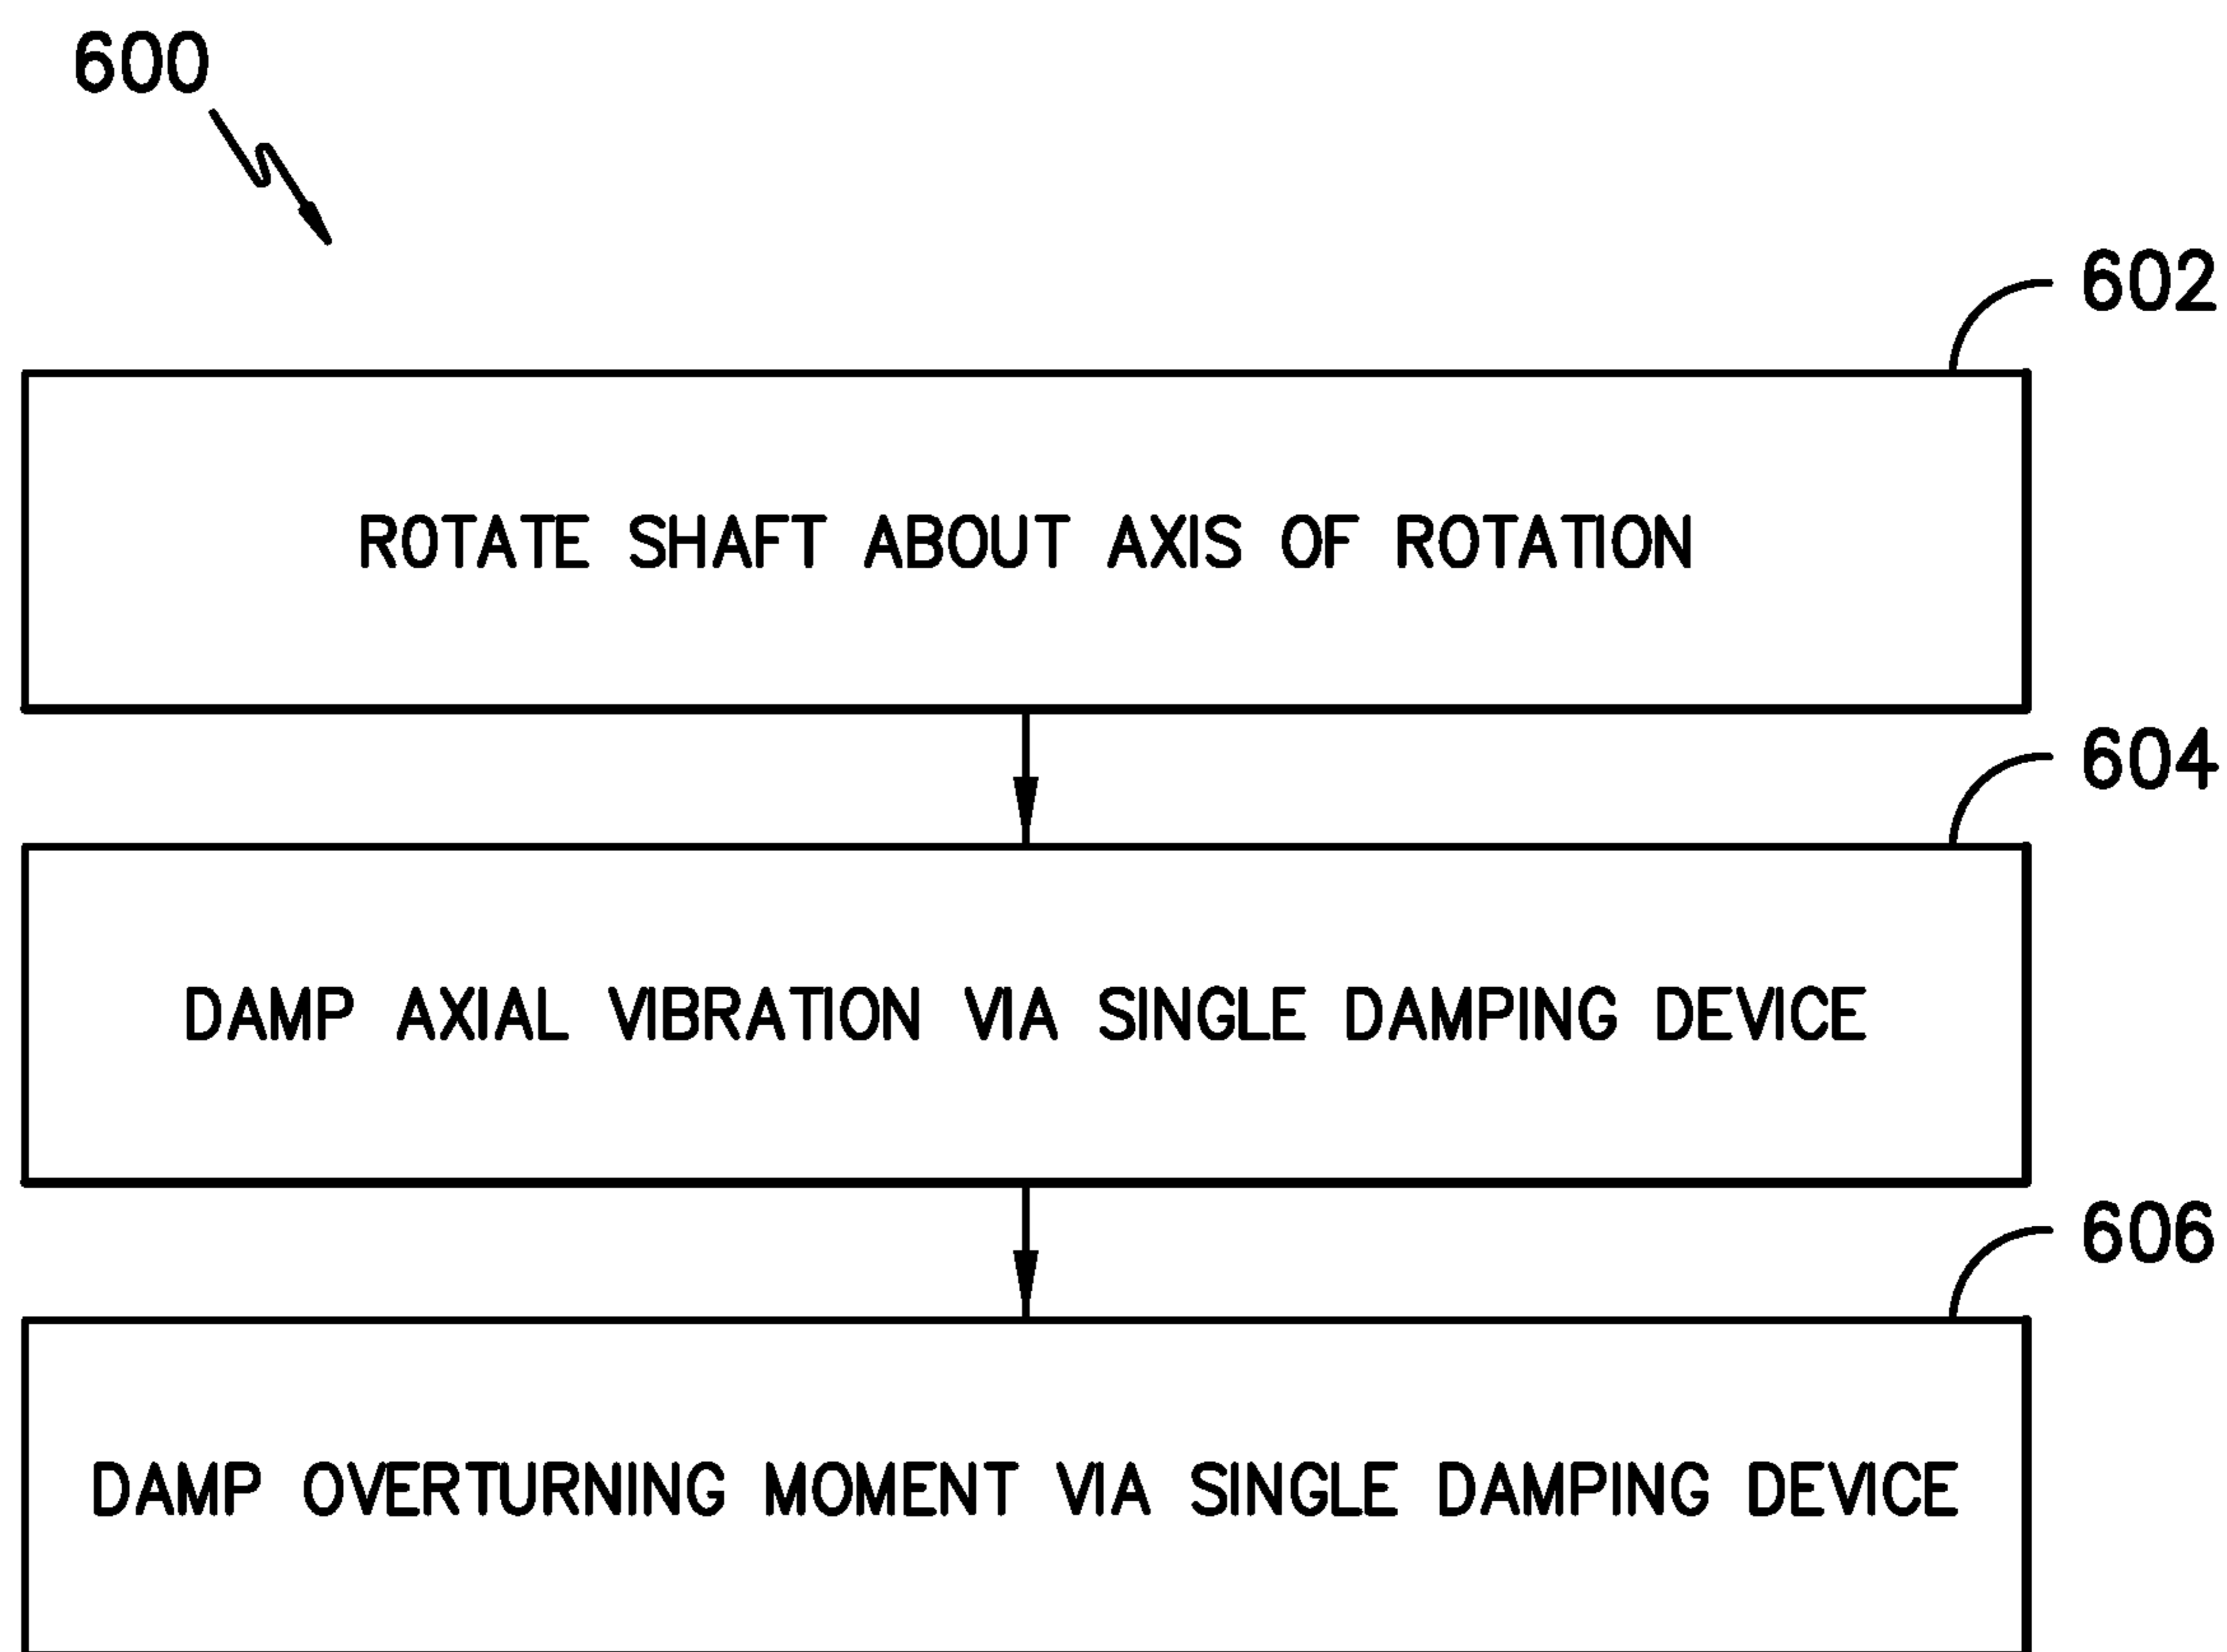 600
602
ROTATE SHAFT ABOUT AXIS OF ROTATION
604
DAMP AXIAL VIBRATION VIA SINGLE DAMPING DEVICE
606
DAMP OVERTURNING MOMENT VIA SINGLE DAMPING DEVICE